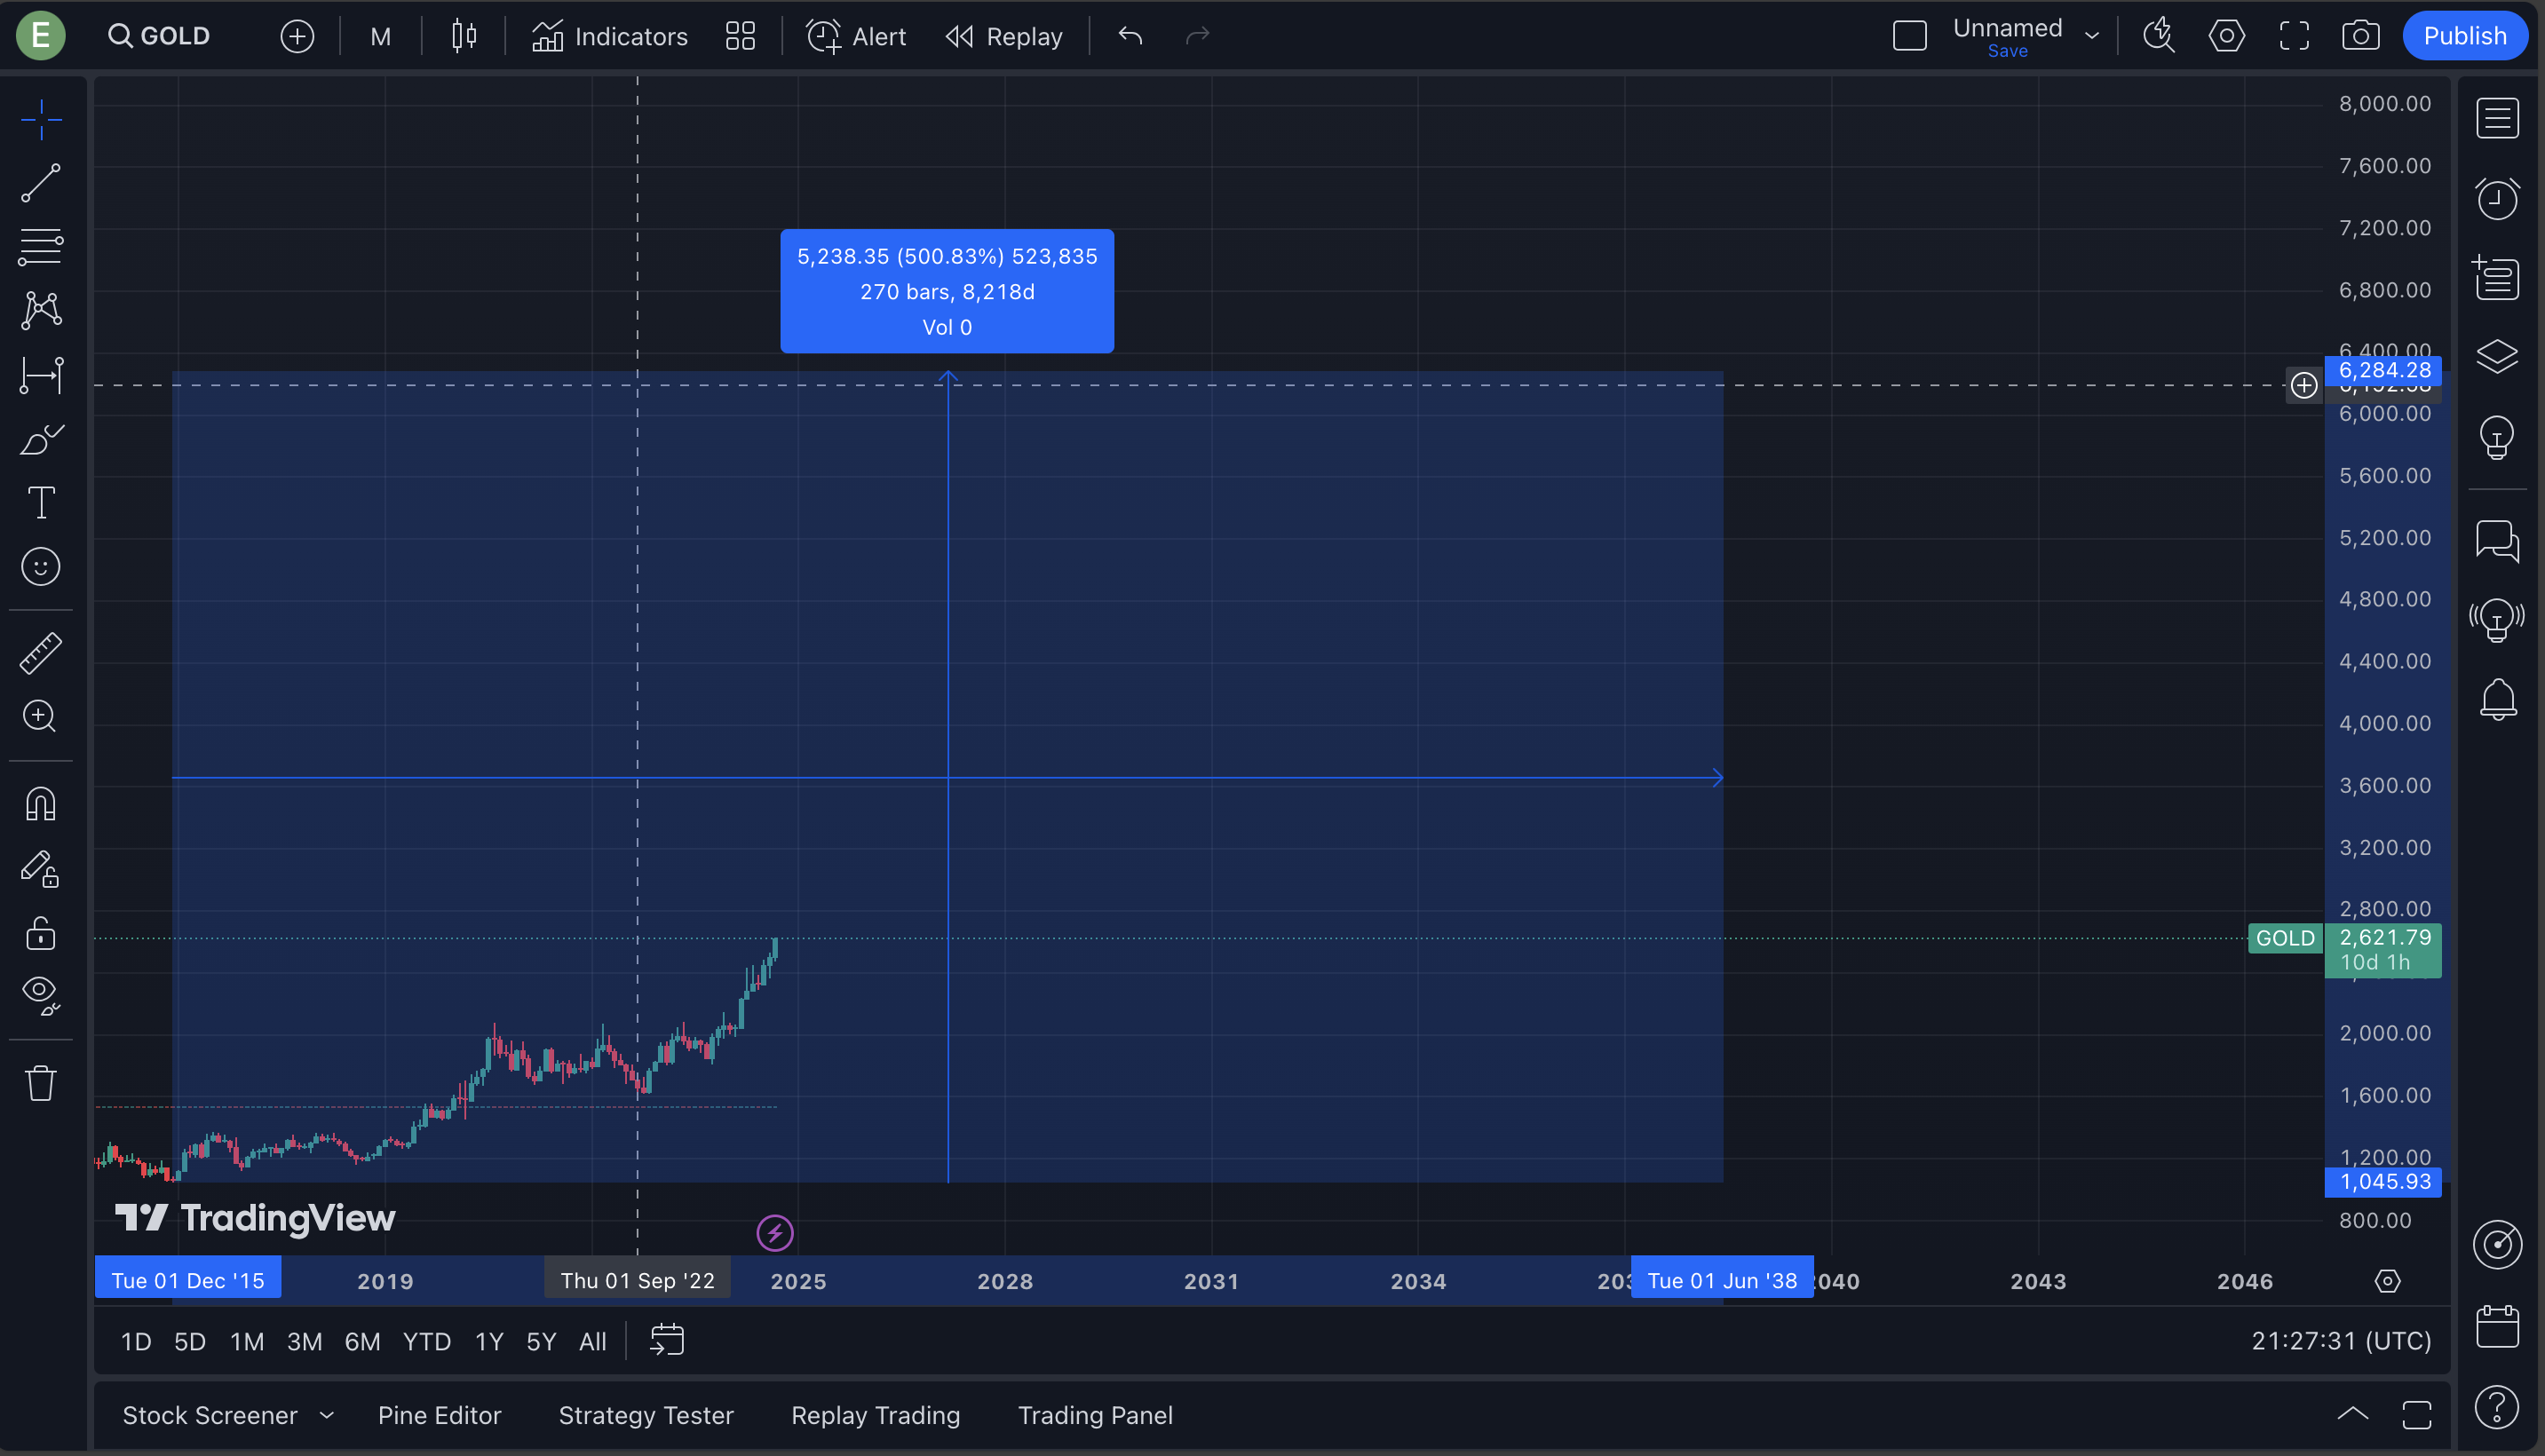 E GOLD M Indicators Alert Replay Unnamed Publish
Save
8,000.00
7,600.00
7,200.00
5,238.35 (500.83%) 523,835
270 bars, 8,218d
Vol 0
6,800.00
6,400.00
6,284.28
6,000.00
5,600.00
5,200.00
4,800.00
4,400.00
4,000.00
3,600.00
3,200.00
2,800.00
GOLD 2,621.79
10d 1h
2,000.00
1,600.00
1,200.00
1,045.93
800.00
TradingView
Tue 01 Dec '15 2019 Thu 01 Sep '22 2025 2028 2031 2034 Tue 01 Jun '38 2043 2046
1D 5D 1M 3M 6M YTD 1Y 5Y All 21:27:31 (UTC)
Stock Screener Pine Editor Strategy Tester Replay Trading Trading Panel